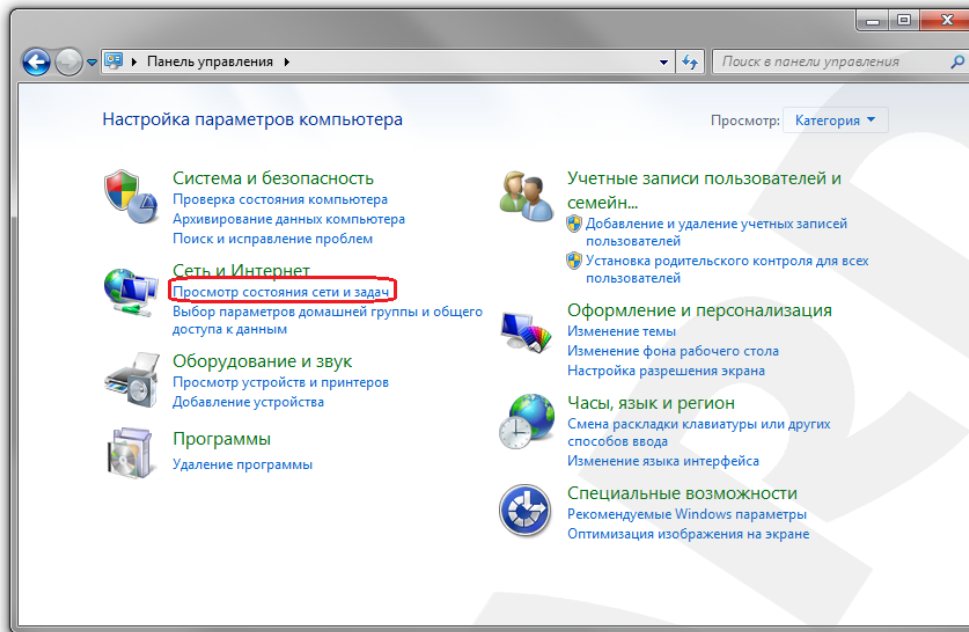 Панель управления
Поиск в панели управления
Настройка параметров компьютера
Просмотр: Категория
Система и безопасность
Проверка состояния компьютера
Архивирование данных компьютера
Поиск и исправление проблем
Сеть и Интернет
Просмотр состояния сети и задач
Выбор параметров домашней группы и общего
доступа к данным
Оборудование и звук
Просмотр устройств и принтеров
Добавление устройства
Программы
Удаление программы
Учетные записи пользователей и
семейн...
Добавление и удаление учетных записей
пользователей
Установка родительского контроля для всех
пользователей
Оформление и персонализация
Изменение темы
Изменение фона рабочего стола
Настройка разрешения экрана
Часы, язык и регион
Смена раскладки клавиатуры или других
способов ввода
Изменение языка интерфейса
Специальные возможности
Рекомендуемые Windows параметры
Оптимизация изображения на экране